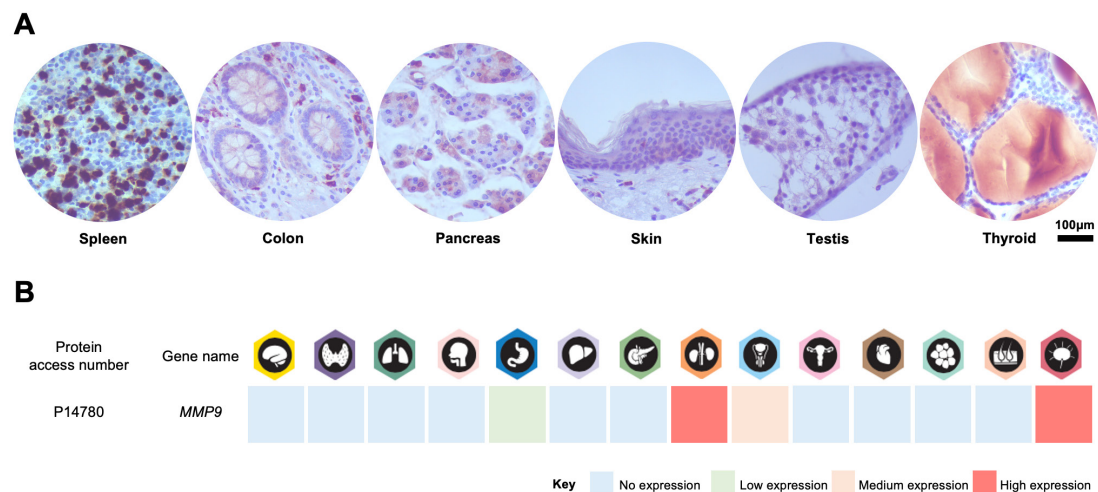 A
Spleen Colon Pancreas Skin Testis Thyroid
100μm
B
Protein
access number
Gene name
P14780 MMP9
Key No expression Low expression Medium expression High expression